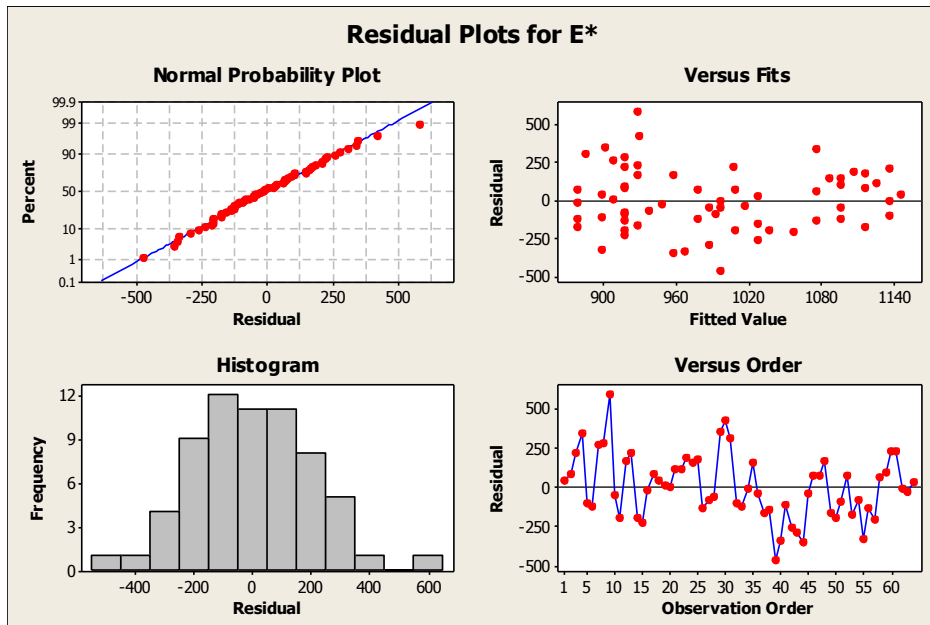 Residual Plots for E*
Normal Probability Plot
99.9
99
90
50
10
1
0.1
Percent
-500 -250 0 250 500
Residual
Versus Fits
500
250
0
-250
-500
Residual
900 960 1020 1080 1140
Fitted Value
Histogram
12
9
6
3
0
Frequency
-400 -200 0 200 400 600
Residual
Versus Order
500
250
0
-250
-500
Residual
1 5 10 15 20 25 30 35 40 45 50 55 60
Observation Order